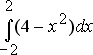 ∫_{-2}^{2}(4 − x²)dx